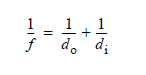 1/f = 1/dₒ + 1/dᵢ